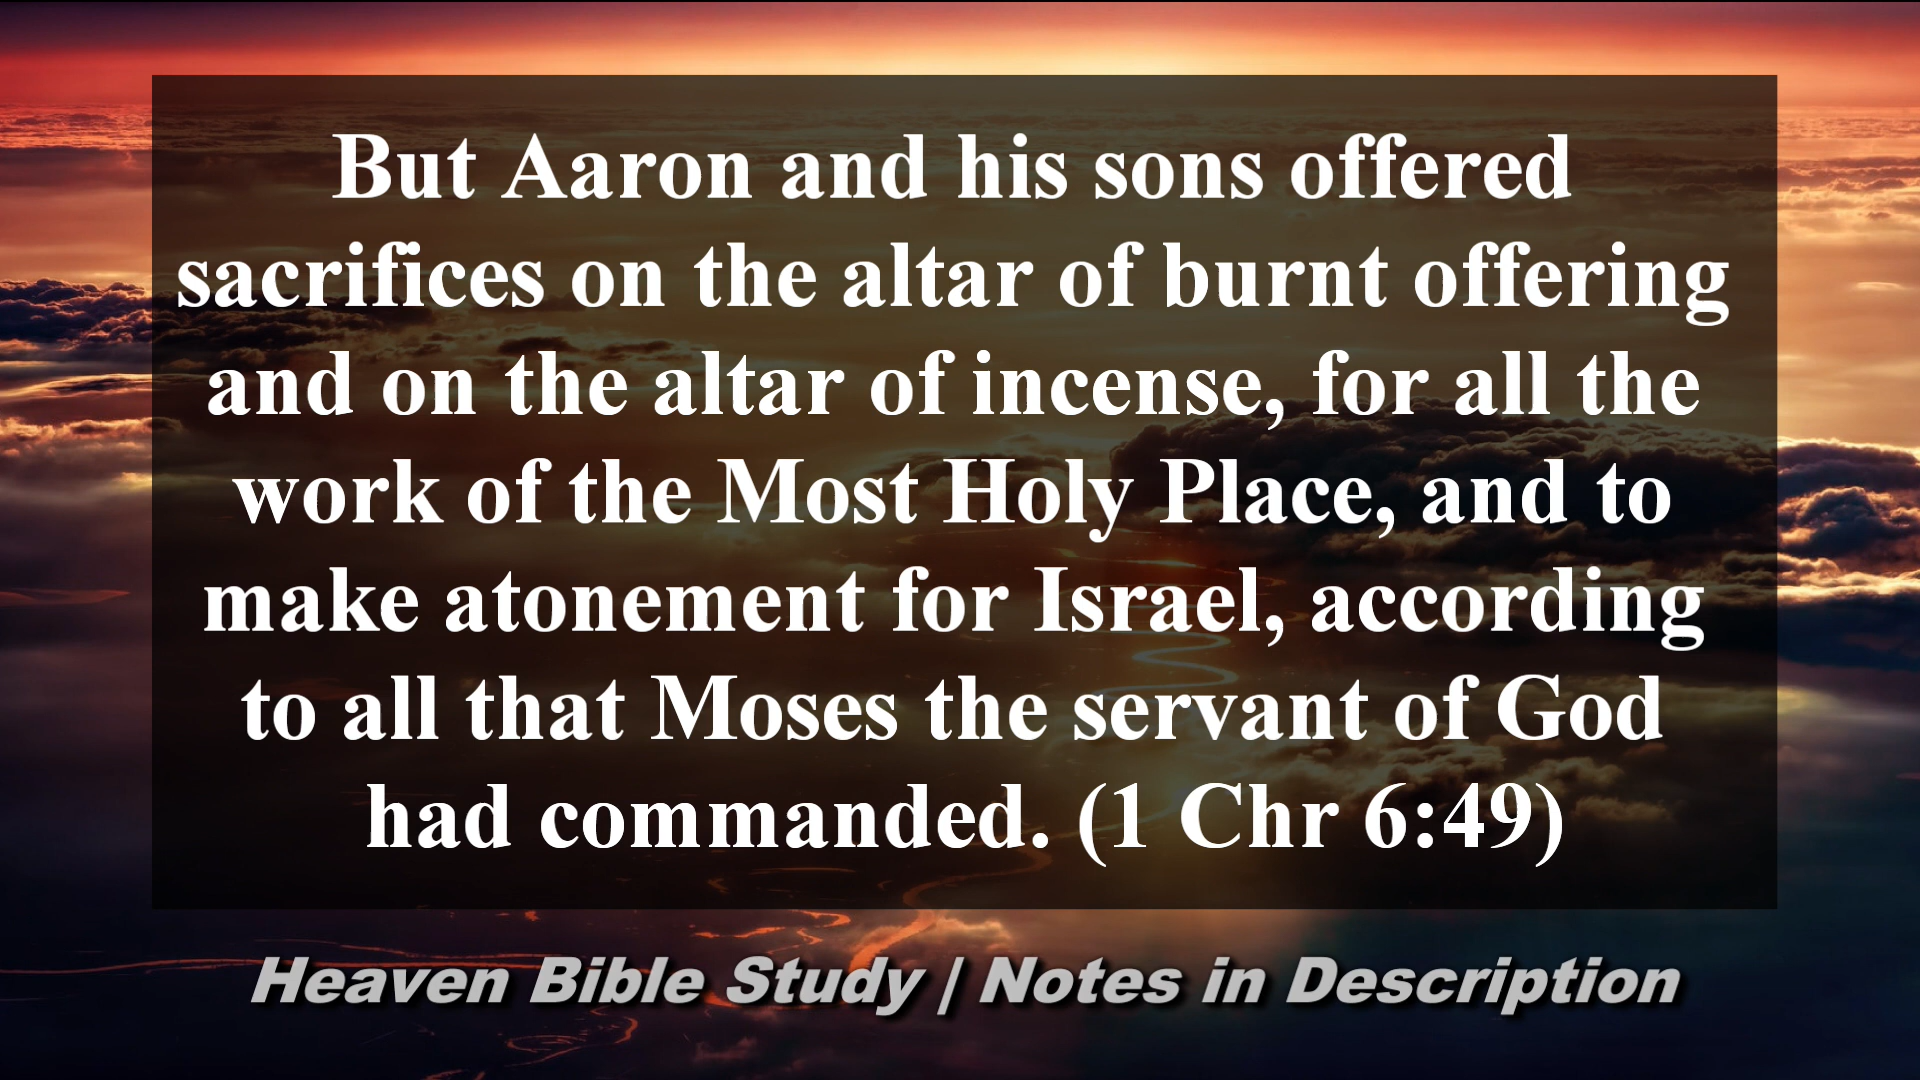 But Aaron and his sons offered
sacrifices on the altar of burnt offering
and on the altar of incense, for all the
work of the Most Holy Place, and to
make atonement for Israel, according
to all that Moses the servant of God
had commanded. (1 Chr 6:49)
Heaven Bible Study | Notes in Description